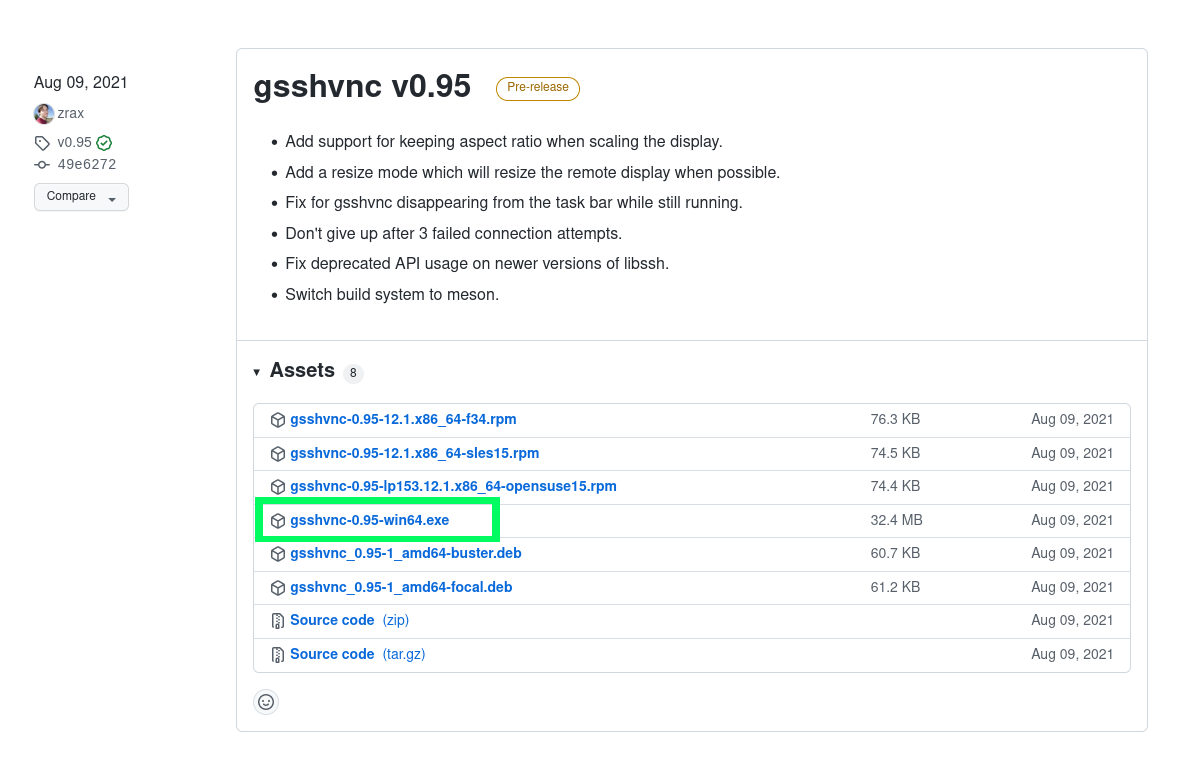 Aug 09, 2021
zrax
v0.95
49e6272
Compare
gsshvnc v0.95 Pre-release
Add support for keeping aspect ratio when scaling the display.
Add a resize mode which will resize the remote display when possible.
Fix for gsshvnc disappearing from the task bar while still running.
Don't give up after 3 failed connection attempts.
Fix deprecated API usage on newer versions of libssh.
Switch build system to meson.
Assets 8
gsshvnc-0.95-12.1.x86_64-f34.rpm 76.3 KB Aug 09, 2021
gsshvnc-0.95-12.1.x86_64-sles15.rpm 74.5 KB Aug 09, 2021
gsshvnc-0.95-lp153.12.1.x86_64-opensuse15.rpm 74.4 KB Aug 09, 2021
gsshvnc-0.95-win64.exe 32.4 MB Aug 09, 2021
gsshvnc_0.95-1_amd64-buster.deb 60.7 KB Aug 09, 2021
gsshvnc_0.95-1_amd64-focal.deb 61.2 KB Aug 09, 2021
Source code (zip) Aug 09, 2021
Source code (tar.gz) Aug 09, 2021